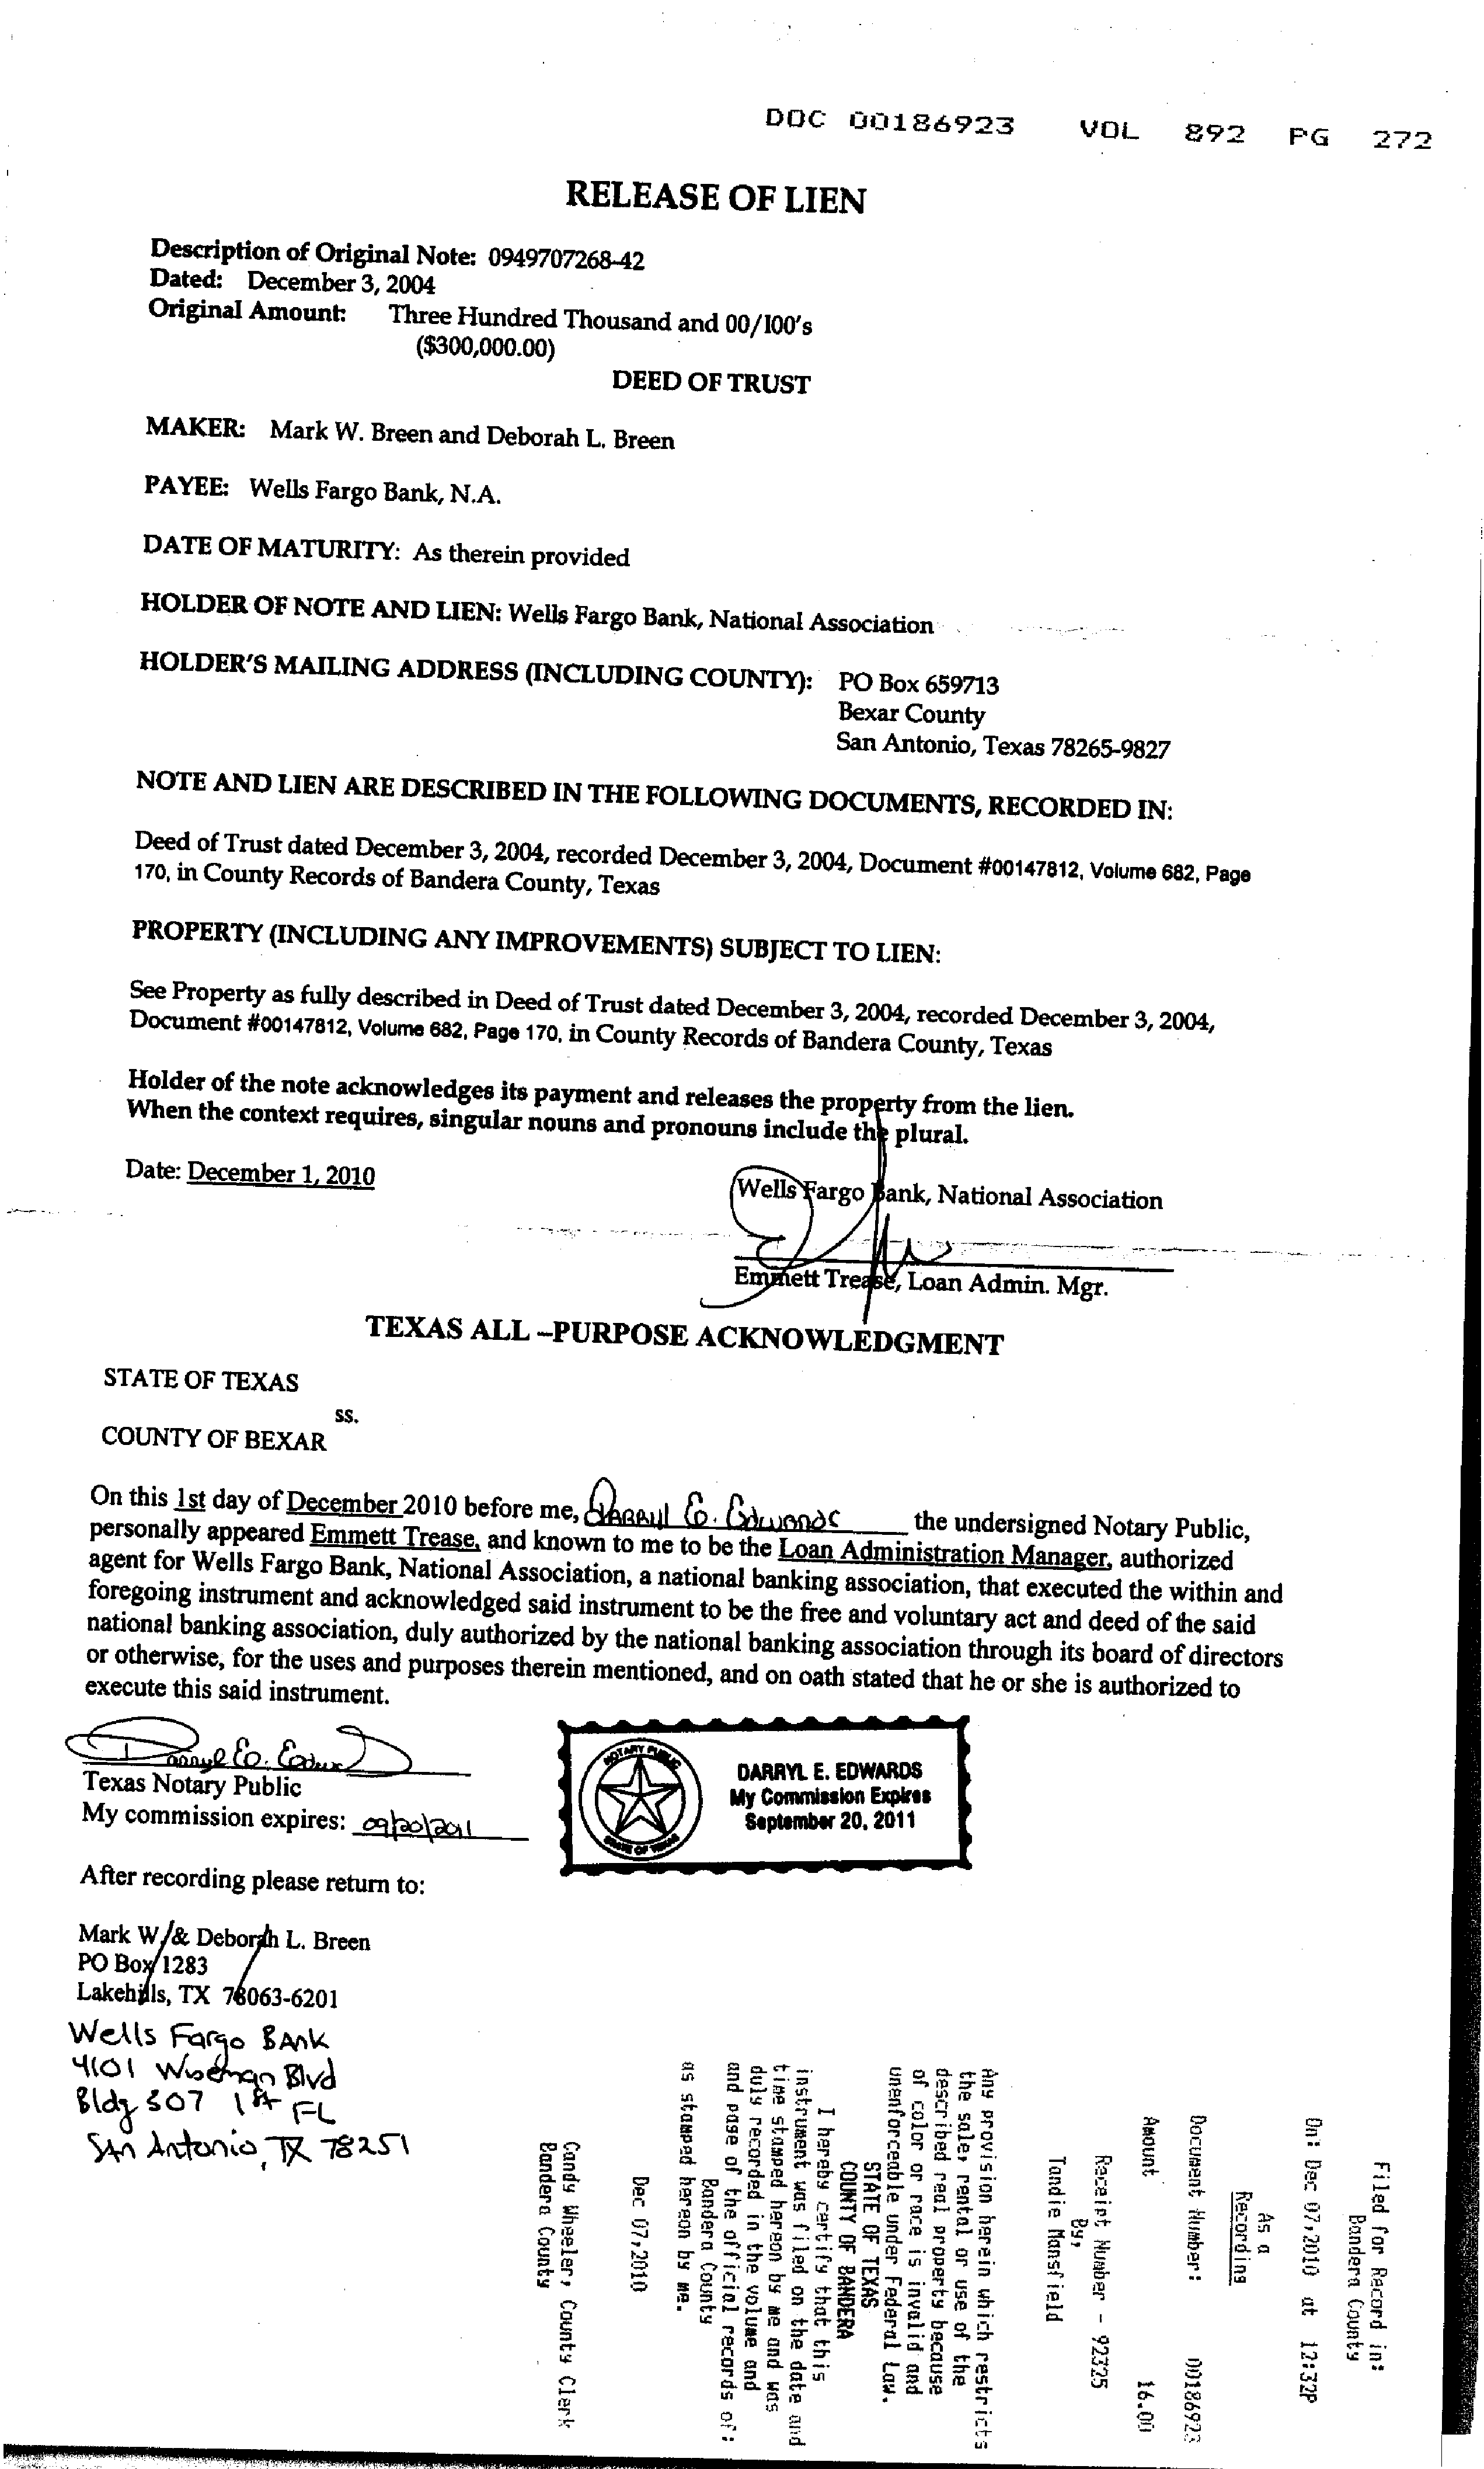 DOC 00186923 VOL 892 PG 272
RELEASE OF LIEN
Description of Original Note: 0949707268-42
Dated: December 3, 2004
Original Amount: Three Hundred Thousand and 00/100's
($300,000.00)
DEED OF TRUST
MAKER: Mark W. Breen and Deborah L. Breen
PAYEE: Wells Fargo Bank, N.A.
DATE OF MATURITY: As therein provided
HOLDER OF NOTE AND LIEN: Wells Fargo Bank, National Association
HOLDER'S MAILING ADDRESS (INCLUDING COUNTY): PO Box 659713
Bexar County
San Antonio, Texas 78265-9827
NOTE AND LIEN ARE DESCRIBED IN THE FOLLOWING DOCUMENTS, RECORDED IN:
Deed of Trust dated December 3, 2004, recorded December 3, 2004, Document #00147812, Volume 682, Page
170, in County Records of Bandera County, Texas
PROPERTY (INCLUDING ANY IMPROVEMENTS) SUBJECT TO LIEN:
See Property as fully described in Deed of Trust dated December 3, 2004, recorded December 3, 2004,
Document #00147812, Volume 682, Page 170, in County Records of Bandera County, Texas
Holder of the note acknowledges its payment and releases the property from the lien.
When the context requires, singular nouns and pronouns include the plural.
Date: December 1, 2010
Wells Fargo Bank, National Association
Emmett Trease, Loan Admin. Mgr.
TEXAS ALL –PURPOSE ACKNOWLEDGMENT
STATE OF TEXAS
ss.
COUNTY OF BEXAR
On this 1st day of December 2010 before me, Darryl E. Edwards the undersigned Notary Public,
personally appeared Emmett Trease, and known to me to be the Loan Administration Manager, authorized
agent for Wells Fargo Bank, National Association, a national banking association, that executed the within and
foregoing instrument and acknowledged said instrument to be the free and voluntary act and deed of the said
national banking association, duly authorized by the national banking association through its board of directors
or otherwise, for the uses and purposes therein mentioned, and on oath stated that he or she is authorized to
execute this said instrument.
Darryl E. Edwards
Texas Notary Public
My commission expires: 09/20/2011
NOTARY PUBLIC
STATE OF TEXAS
DARRYL E. EDWARDS
My Commission Expires
September 20, 2011
After recording please return to:
Mark W. & Deborah L. Breen
PO Box 1283
Lakehills, TX 78063-6201
Wells Fargo Bank
4101 Wiseman Blvd
Bldg 307 1st FL
San Antonio, TX 78251
Filed for Record in:
Bandera County
On: Dec 07,2010 at 12:32P
As a
Recording
Document Number: 00186923
Amount 16.00
Receipt Number - 92325
By,
Tandie Mansfield
Any provision herein which restricts
the sale, rental or use of the
described real property because
of color or race is invalid and
unenforceable under Federal Law.
STATE OF TEXAS
COUNTY OF BANDERA
I hereby certify that this
instrument was filed on the date and
time stamped hereon by me and was
duly recorded in the volume and
and page of the official records of:
Bandera County
as stamped hereon by me.
Dec 07,2010
Candy Wheeler, County Clerk
Bandera County